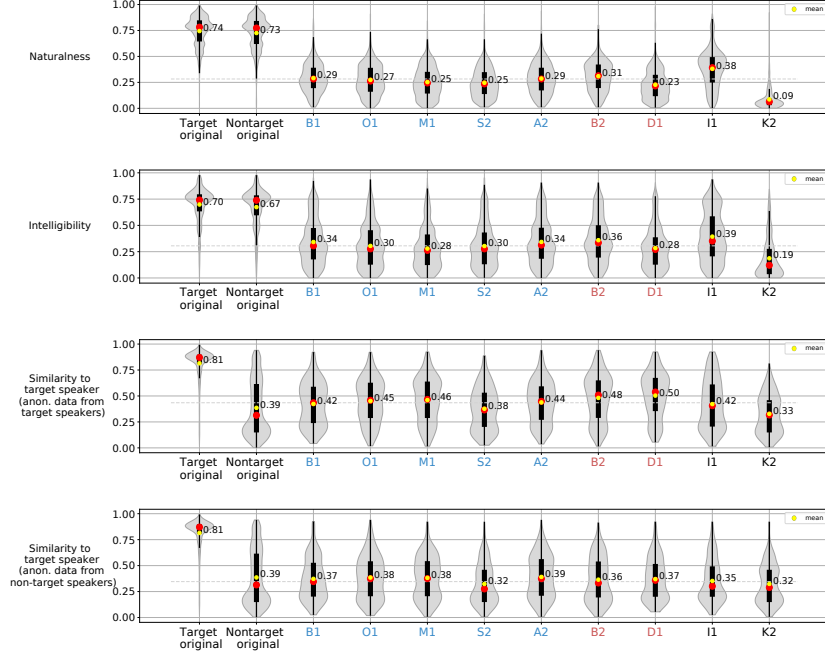 1.00
mean
0.75
0.74
0.73
Naturalness
0.50
0.38
0.29
0.27
0.25
0.25
0.29
0.31
0.23
0.25
0.09
0.00
Target original
Nontarget original
B1
O1
M1
S2
A2
B2
D1
I1
K2
1.00
mean
0.75
0.70
0.67
Intelligibility
0.50
0.34
0.30
0.28
0.30
0.34
0.36
0.28
0.39
0.19
0.25
0.00
Target original
Nontarget original
B1
O1
M1
S2
A2
B2
D1
I1
K2
1.00
mean
0.81
0.75
Similarity to
target speaker
(anon. data from
target speakers)
0.50
0.39
0.42
0.45
0.46
0.38
0.44
0.48
0.50
0.42
0.33
0.25
0.00
Target original
Nontarget original
B1
O1
M1
S2
A2
B2
D1
I1
K2
1.00
mean
0.81
0.75
Similarity to
target speaker
(anon. data from
non-target speakers)
0.50
0.39
0.37
0.38
0.38
0.32
0.39
0.36
0.37
0.35
0.32
0.25
0.00
Target original
Nontarget original
B1
O1
M1
S2
A2
B2
D1
I1
K2